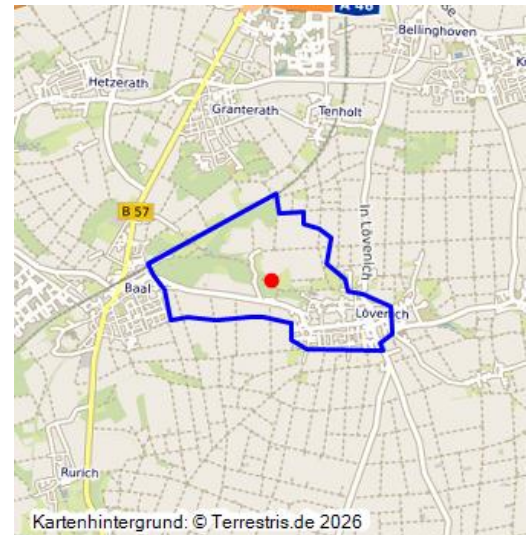 A 46
Bellinghoven
Hetzerath
Granterath
Tenholt
B 57
In Lövenich
Baal
Lövenich
Rurich
Kartenhintergrund: © Terrestris.de 2026